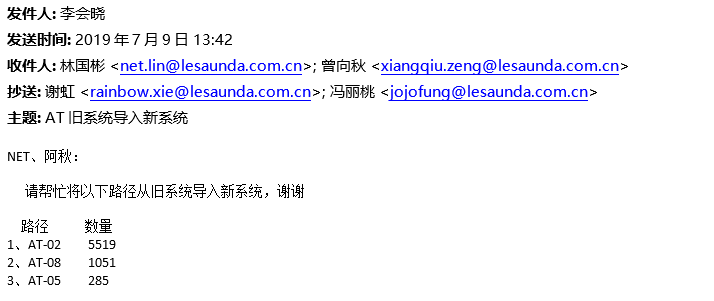 发件人: 李会晓
发送时间: 2019 年 7 月 9 日 13:42
收件人: 林国彬 <net.lin@lesaunda.com.cn>; 曾向秋 <xiangqiu.zeng@lesaunda.com.cn>
抄送: 谢虹 <rainbow.xie@lesaunda.com.cn>; 冯丽桃 <jojofung@lesaunda.com.cn>
主题: AT 旧系统导入新系统
NET、阿秋：
请帮忙将以下路径从旧系统导入新系统，谢谢
路径 数量
1、AT-02 5519
2、AT-08 1051
3、AT-05 285